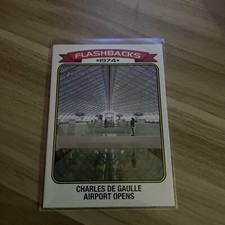 FLASHBACKS
★1974★
CHARLES DE GAULLE
AIRPORT OPENS